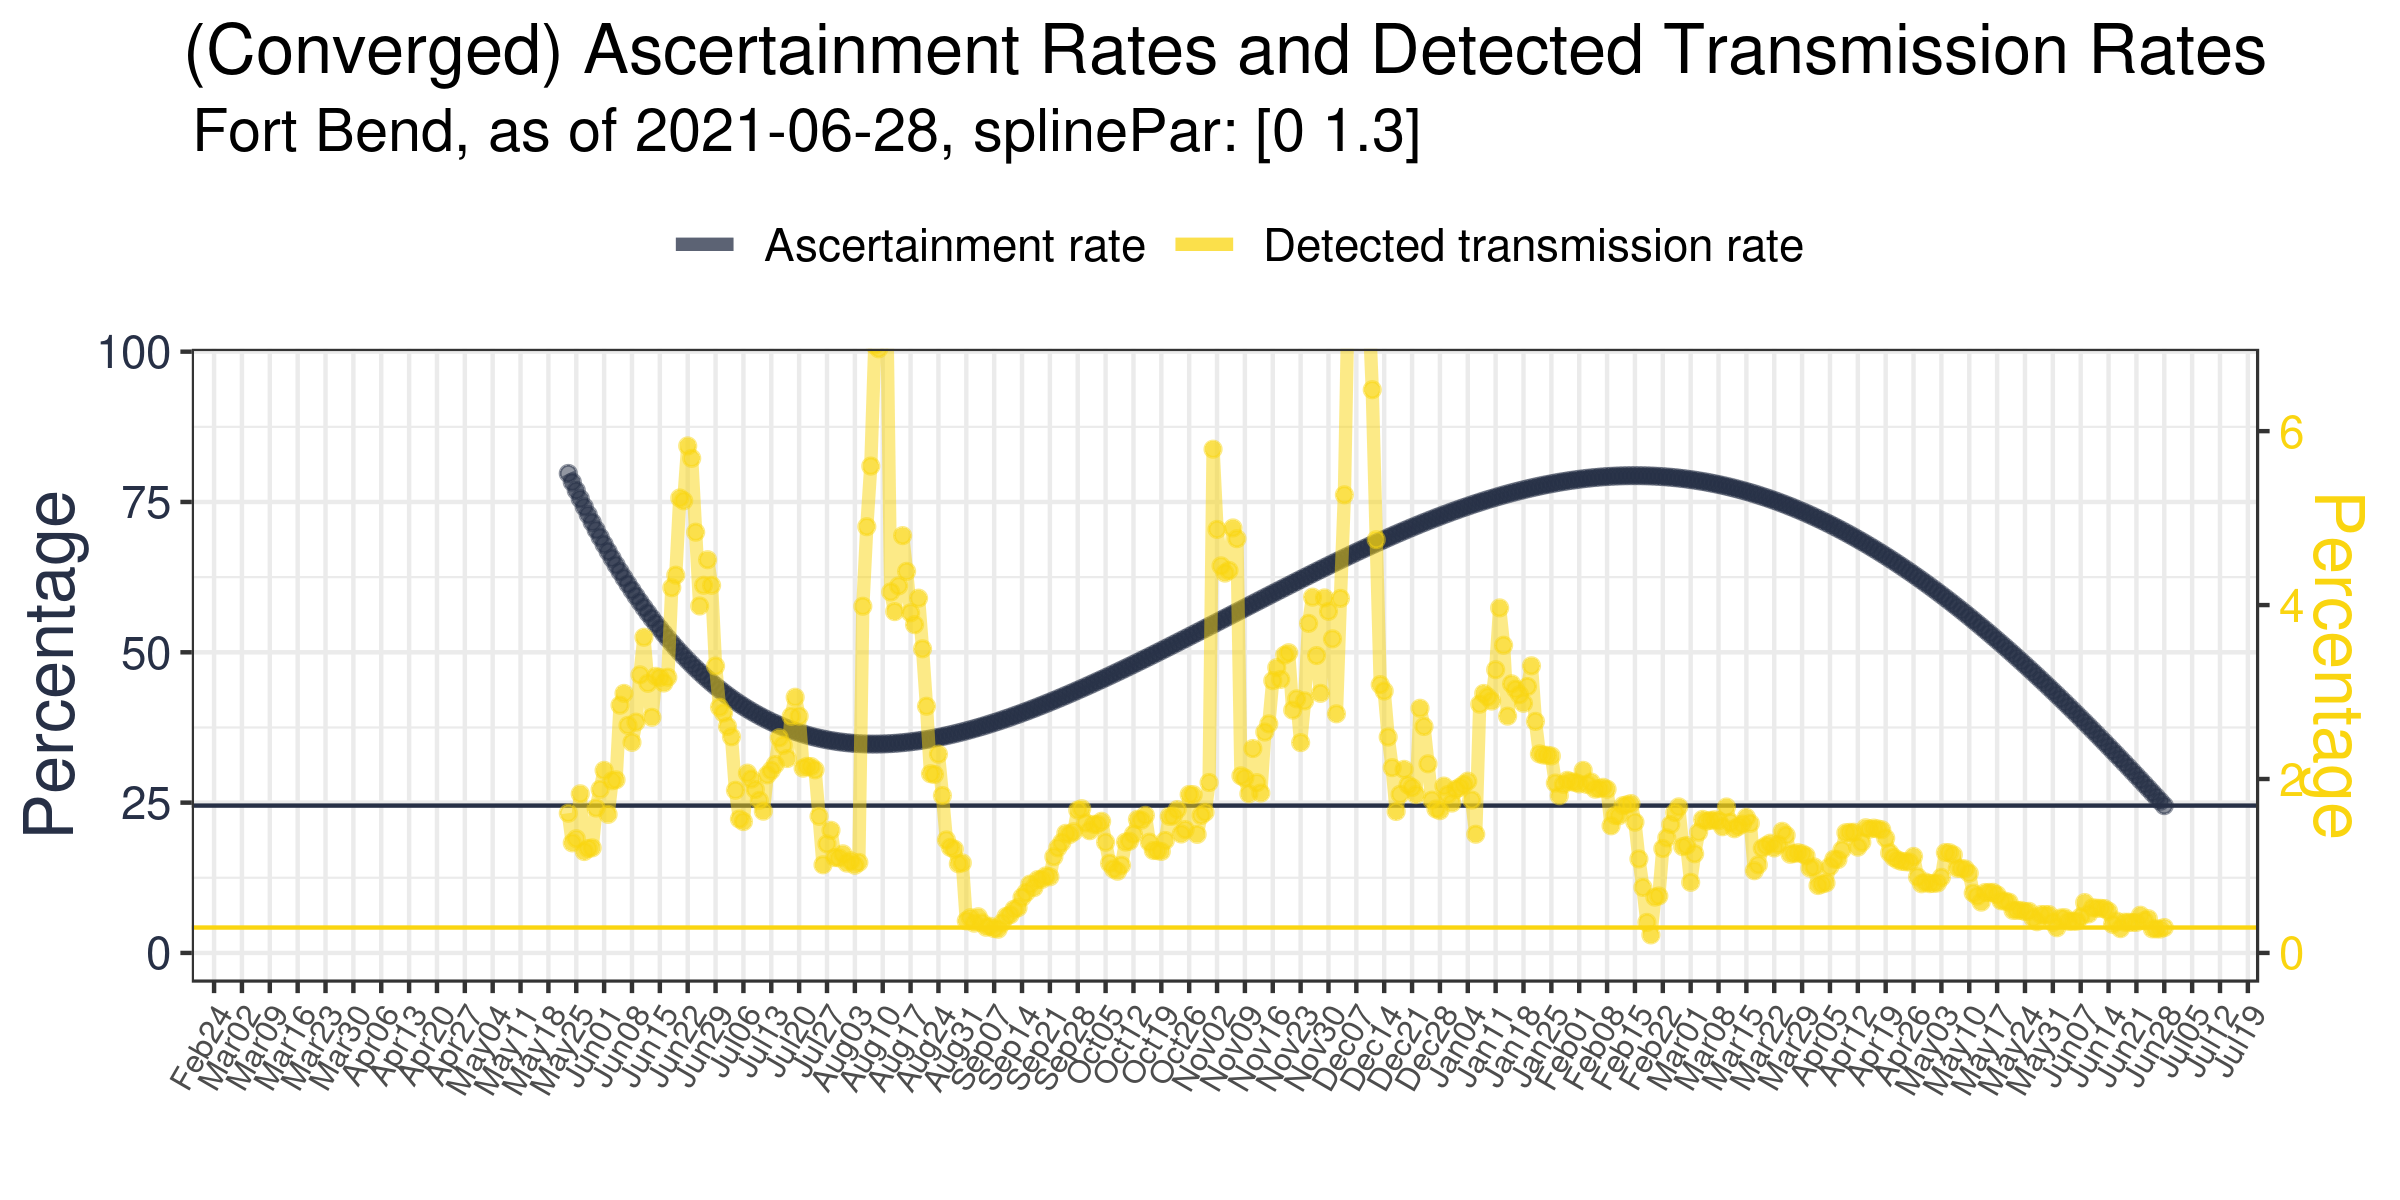 (Converged) Ascertainment Rates and Detected Transmission Rates
Fort Bend, as of 2021-06-28, splinePar: [0 1.3]
Ascertainment rate
Detected transmission rate
100
75
50
25
0
Percentage
6
4
2
0
Percentage
Feb24
Mar02
Mar09
Mar16
Mar23
Mar30
Apr06
Apr13
Apr20
Apr27
May04
May11
May18
May25
Jun01
Jun08
Jun15
Jun22
Jun29
Jul06
Jul13
Jul20
Jul27
Aug03
Aug10
Aug17
Aug24
Aug31
Sep07
Sep14
Sep21
Sep28
Oct05
Oct12
Oct19
Oct26
Nov02
Nov09
Nov16
Nov23
Nov30
Dec07
Dec14
Dec21
Dec28
Jan04
Jan11
Jan18
Jan25
Feb01
Feb08
Feb15
Feb22
Mar01
Mar08
Mar15
Mar22
Mar29
Apr05
Apr12
Apr19
Apr26
May03
May10
May17
May24
May31
Jun07
Jun14
Jun21
Jun28
Jul05
Jul12
Jul19